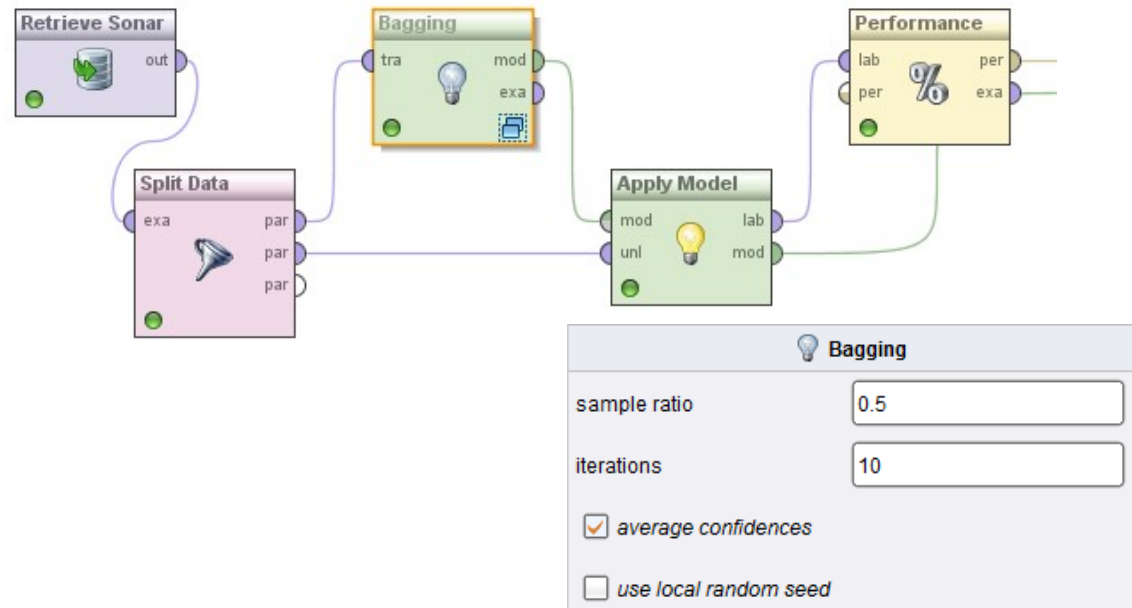 Retrieve Sonar
out
Bagging
tra
mod
exa
Performance
lab
per
per
exa
Split Data
exa
par
par
par
Apply Model
mod
lab
unl
mod
Bagging
sample ratio
0.5
iterations
10
average confidences
use local random seed